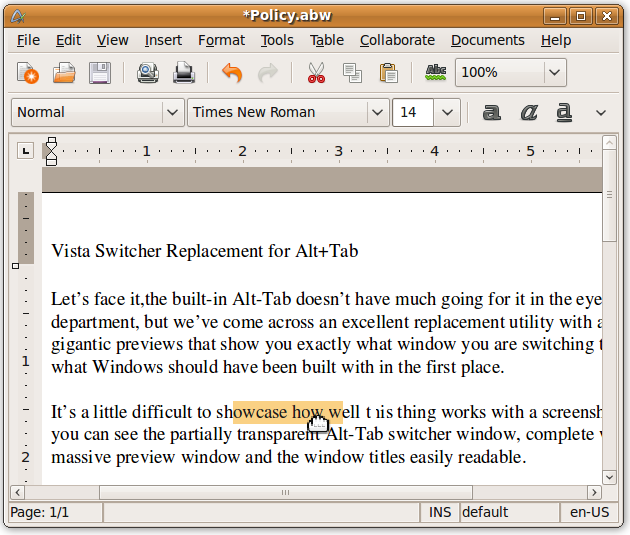 *Policy.abw
File Edit View Insert Format Tools Table Collaborate Documents Help
Abc 100%
Normal Times New Roman 14 a a a
1 2 3 4 5
Vista Switcher Replacement for Alt+Tab
Let's face it,the built-in Alt-Tab doesn't have much going for it in the eye
department, but we've come across an excellent replacement utility with a
gigantic previews that show you exactly what window you are switching t
1
what Windows should have been built with in the first place.
It's a little difficult to showcase how well t is thing works with a screensh
you can see the partially transparent Alt-Tab switcher window, complete
2
massive preview window and the window titles easily readable.
Page: 1/1 INS default en-US